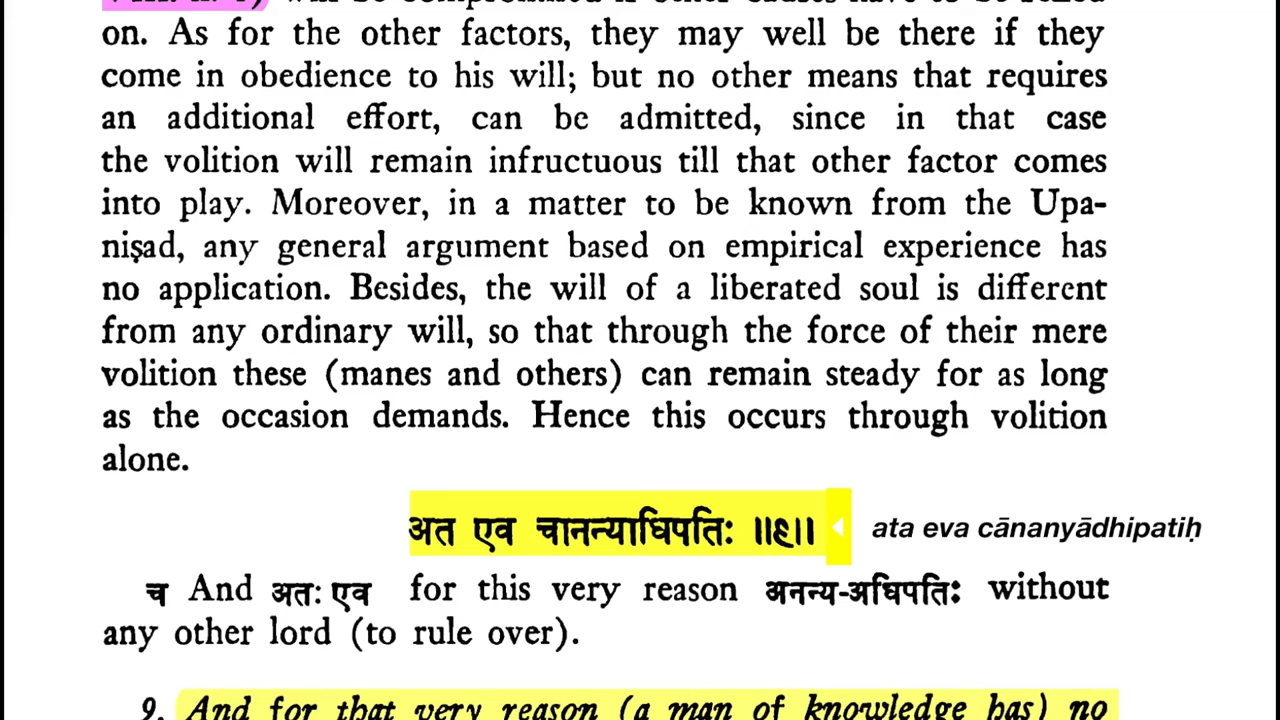 on. As for the other factors, they may well be there if they
come in obedience to his will; but no other means that requires
an additional effort, can be admitted, since in that case
the volition will remain infructuous till that other factor comes
into play. Moreover, in a matter to be known from the Upa-
niṣad, any general argument based on empirical experience has
no application. Besides, the will of a liberated soul is different
from any ordinary will, so that through the force of their mere
volition these (manes and others) can remain steady for as long
as the occasion demands. Hence this occurs through volition
alone.
अत एव चानन्याधिपतिः ॥९॥ ata eva cānanyādhipatiḥ
च And अतः एव for this very reason अनन्य-अधिपतिः without
any other lord (to rule over).
9. And for that very reason (a man of knowledge has) no